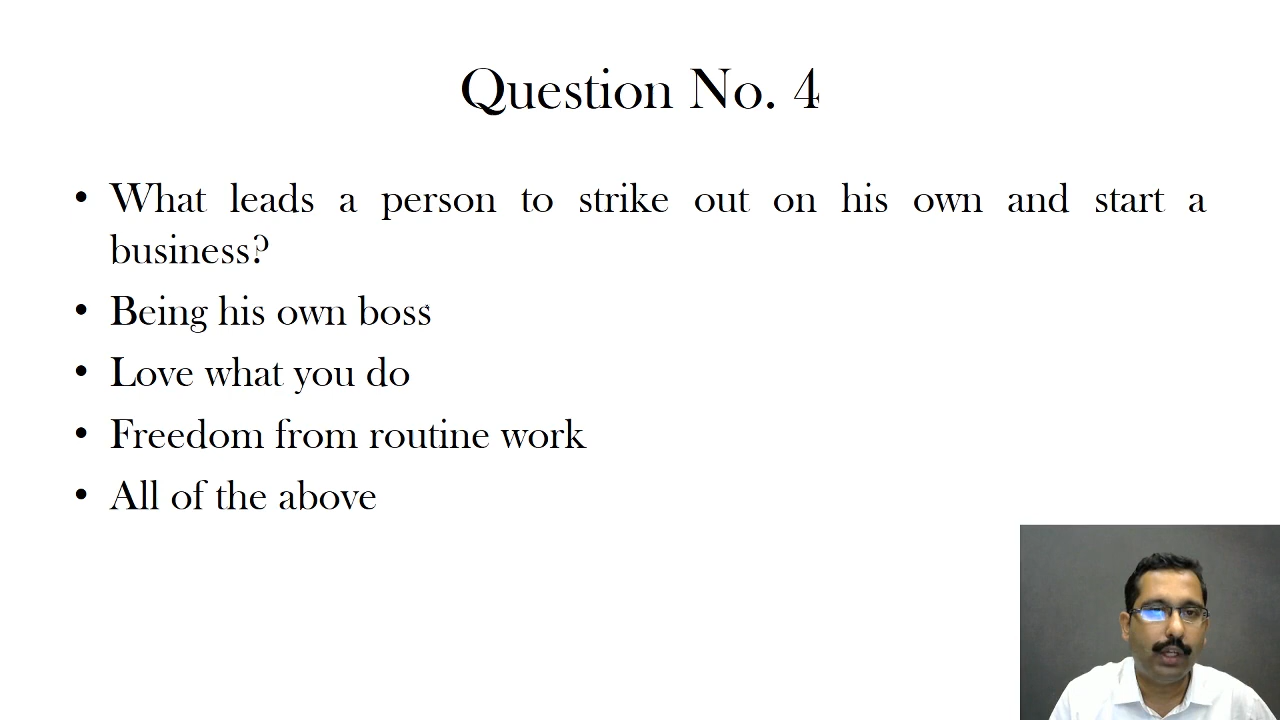 Question No. 4
• What leads a person to strike out on his own and start a
business?
• Being his own boss
• Love what you do
• Freedom from routine work
• All of the above